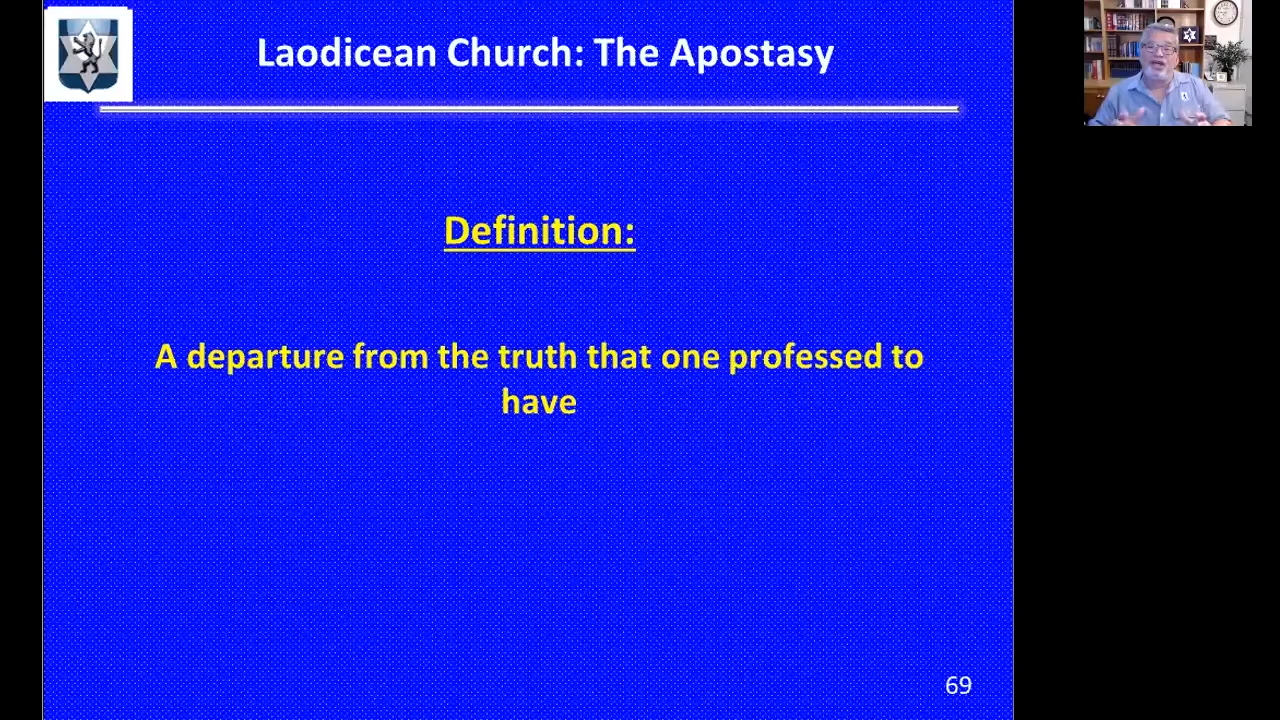 Laodicean Church: The Apostasy
Definition:
A departure from the truth that one professed to
have
69